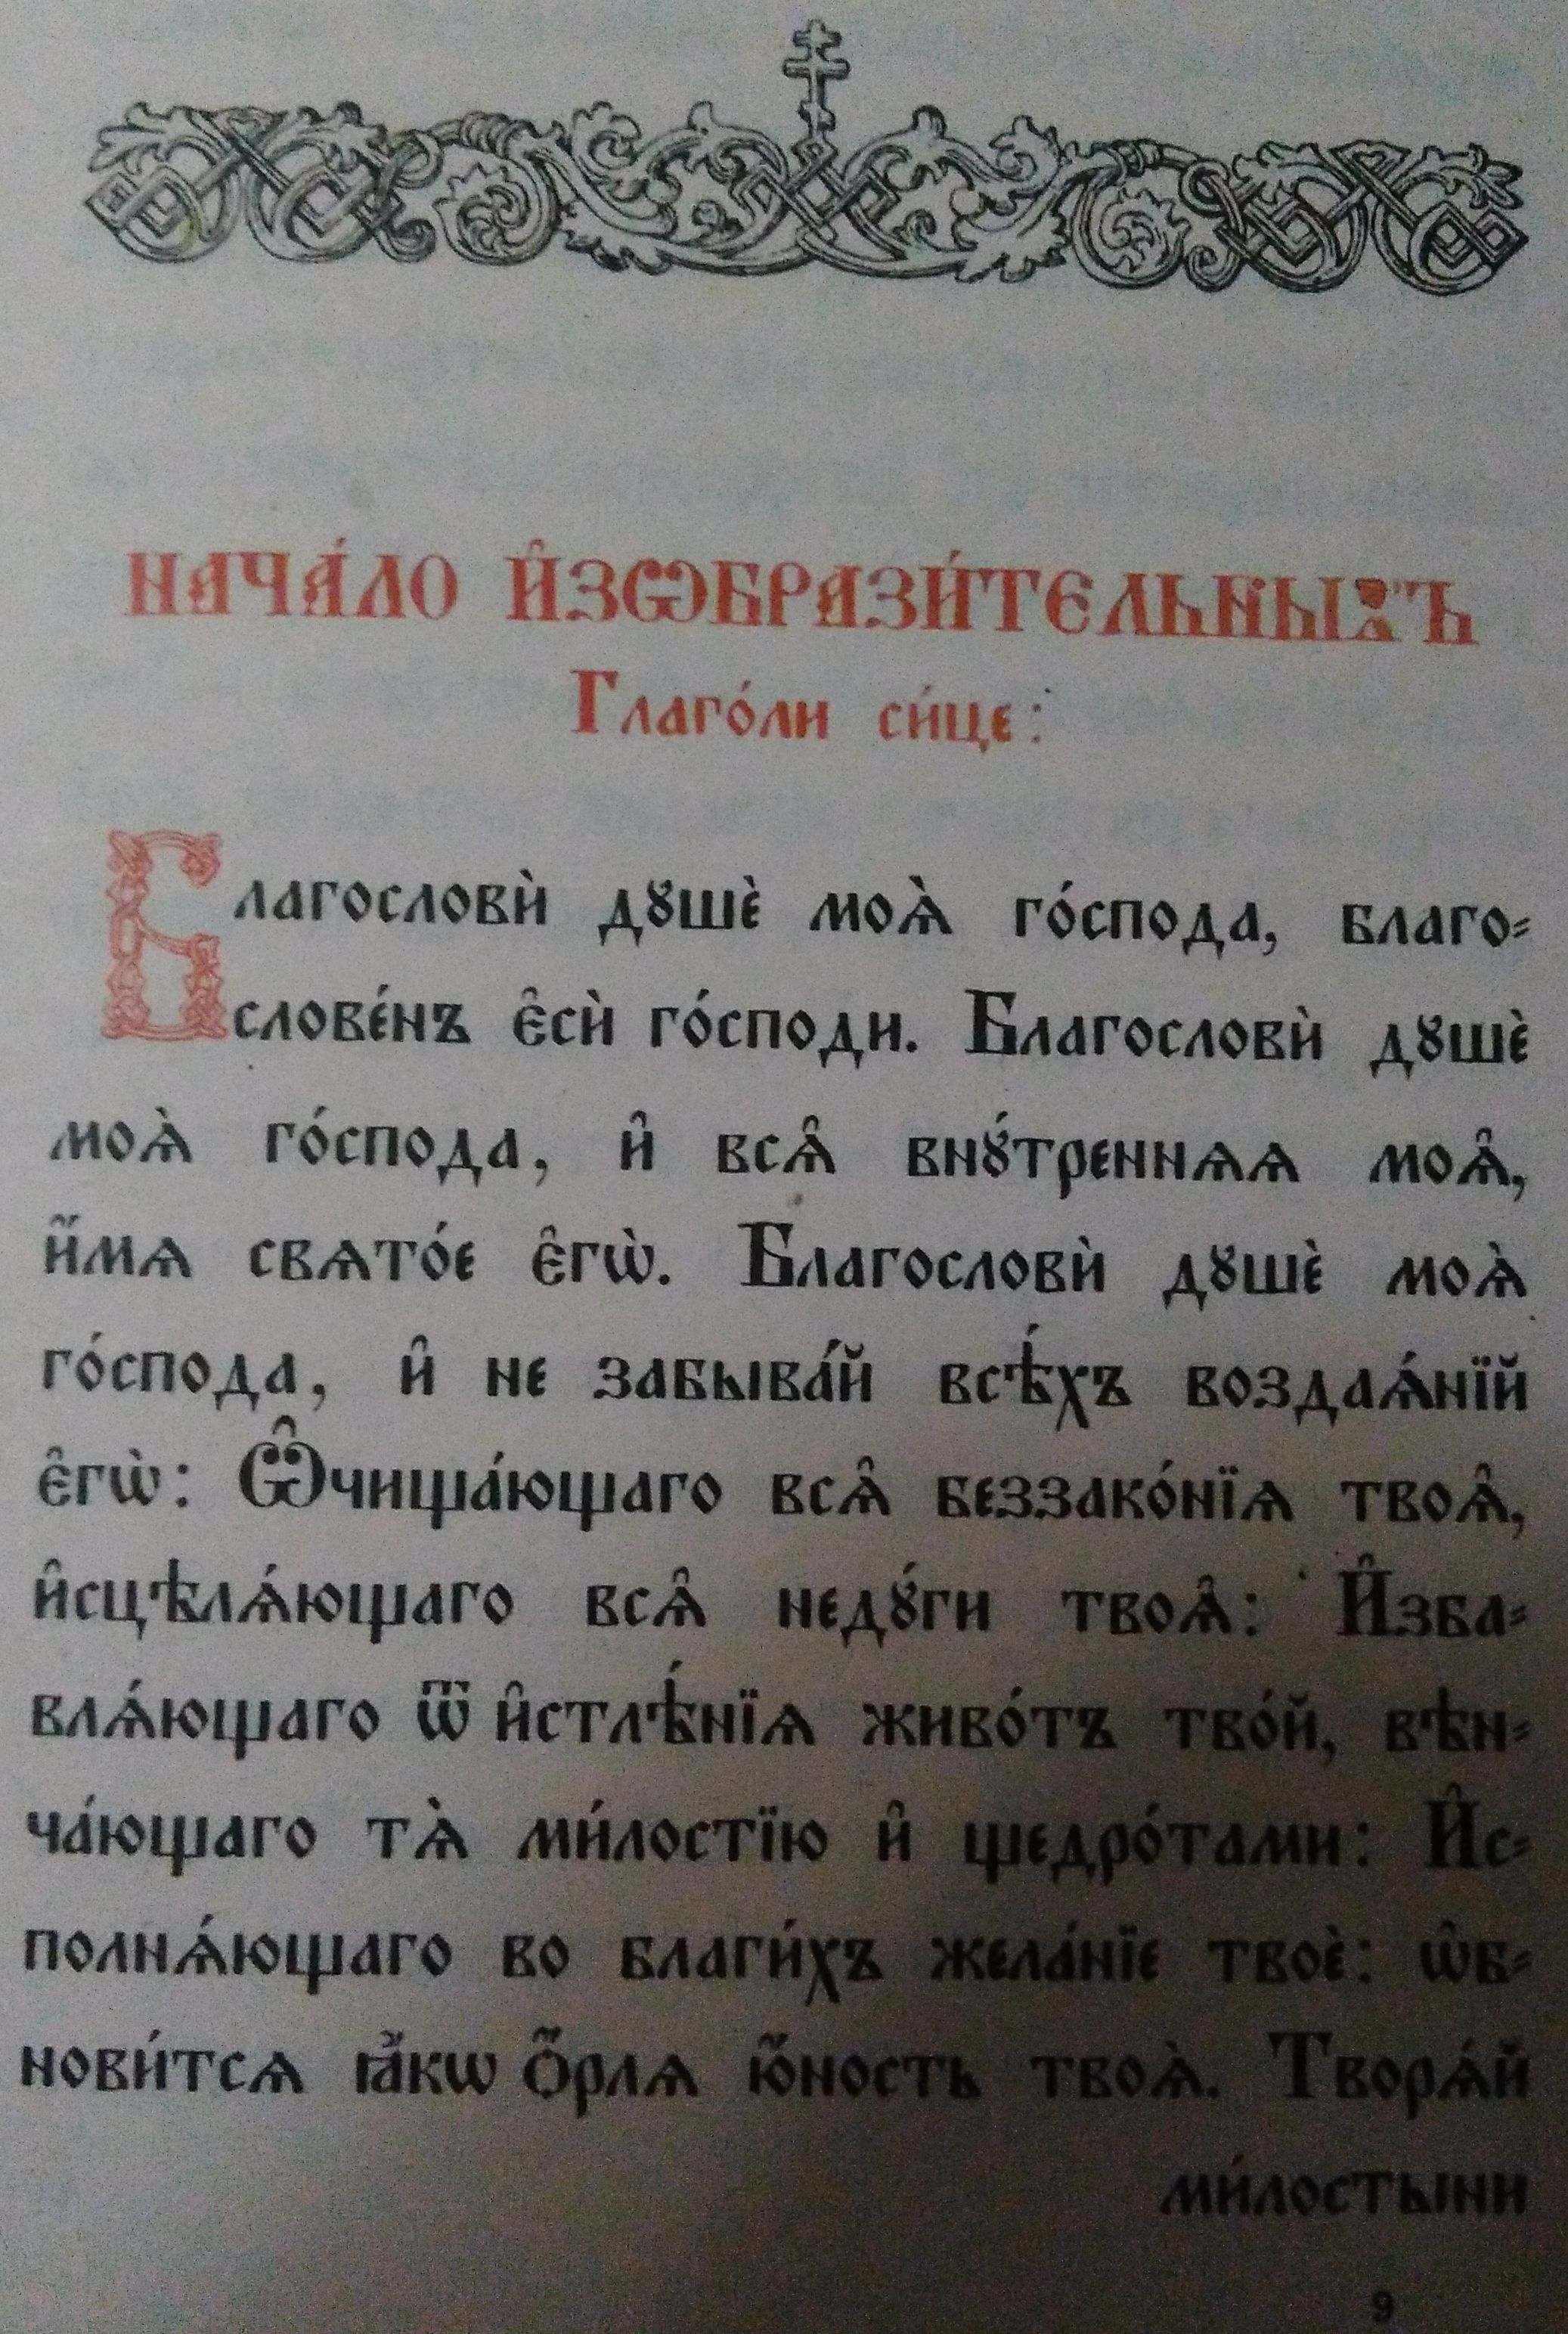 НАЧА́ЛО И҆ЗѠБРАЗИ́ТЕЛЬНЫХЪ
Глаго́ли си́це:
Благословѝ дꙋшѐ моѧ̀ го́спода, благо-
слове́нъ є҆сѝ го́споди. Благословѝ дꙋшѐ
моѧ̀ го́спода, и҆ всѧ̑ внꙋ́треннѧѧ моѧ̑,
и҆́мѧ свѧто́е є҆гѡ̀. Благословѝ дꙋшѐ моѧ̀
го́спода, и҆ не забыва́й всѣ́хъ воздаѧ́нїй
є҆гѡ̀: Ѽчища́ющаго всѧ̑ беззако́нїѧ твоѧ̑,
и҆сцѣлѧ́ющаго всѧ̑ недꙋ́ги твоѧ̑: И҆зба-
влѧ́ющаго ѿ и҆стлѣ́нїѧ живо́тъ тво́й, вѣн-
ча́ющаго тѧ̀ ми́лостїю и҆ щедро́тами: И҆с-
полнѧ́ющаго во благи́хъ жела́нїе твоѐ: ѡ҆б-
нови́тсѧ ꙗ҆́кѡ Ѻ҆́рлѧ ю҆́ность твоѧ̀. Творѧ́й
ми́лостыни
9